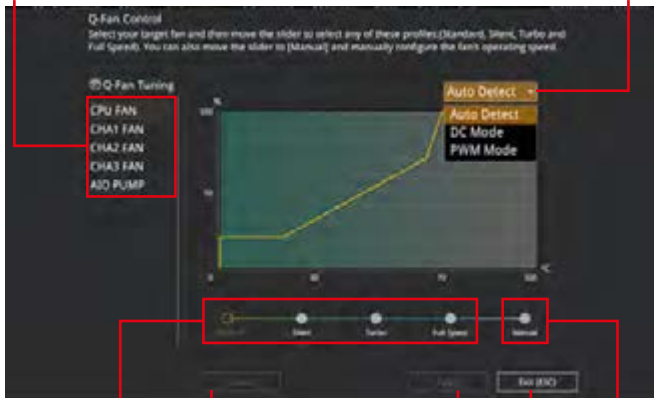 Q-Fan Control
Select your target fan and then move the slider to select any of these profiles:(Standard, Silent, Turbo and
Full Speed). You can also move the slider to [Manual] and manually configure the fan's operating speed.
Q-Fan Tuning
Auto Detect
CPU FAN
CHA1 FAN
CHA2 FAN
CHA3 FAN
AIO PUMP
Auto Detect
DC Mode
PWM Mode
%
100
50
0
70
100
°C
Silent
Turbo
Full Speed
Manual
Exit (ESC)